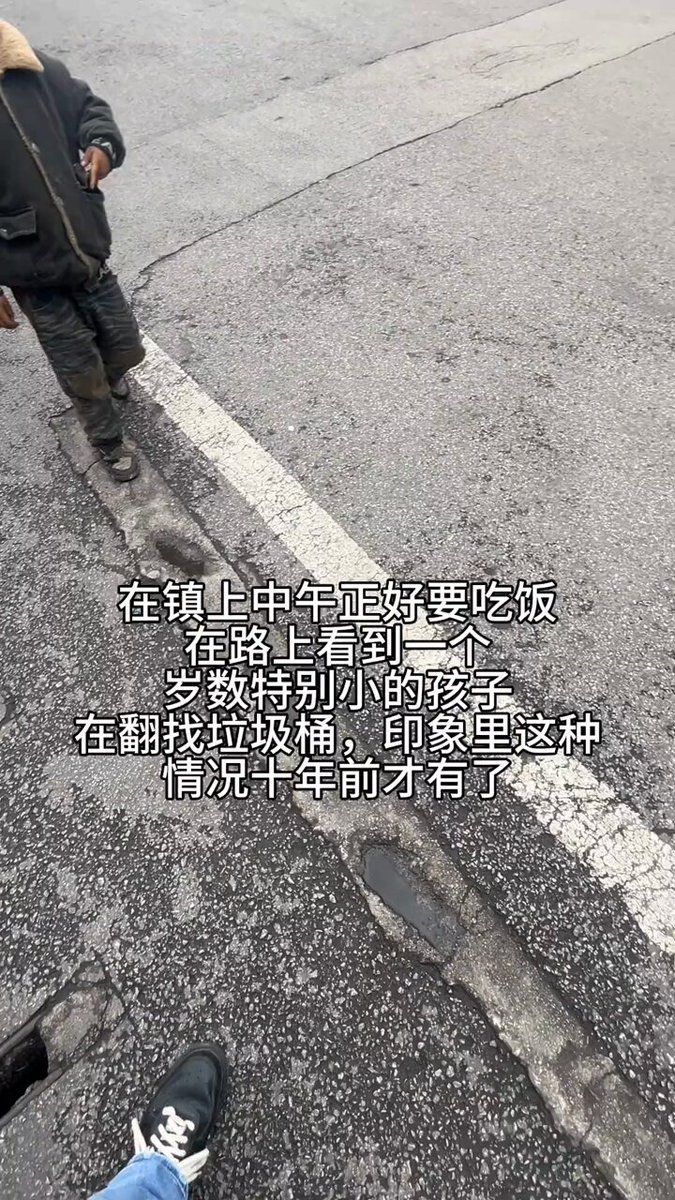 在镇上中午正好要吃饭
在路上看到一个
岁数特别小的孩子
在翻找垃圾桶，印象里这种
情况十年前才有了